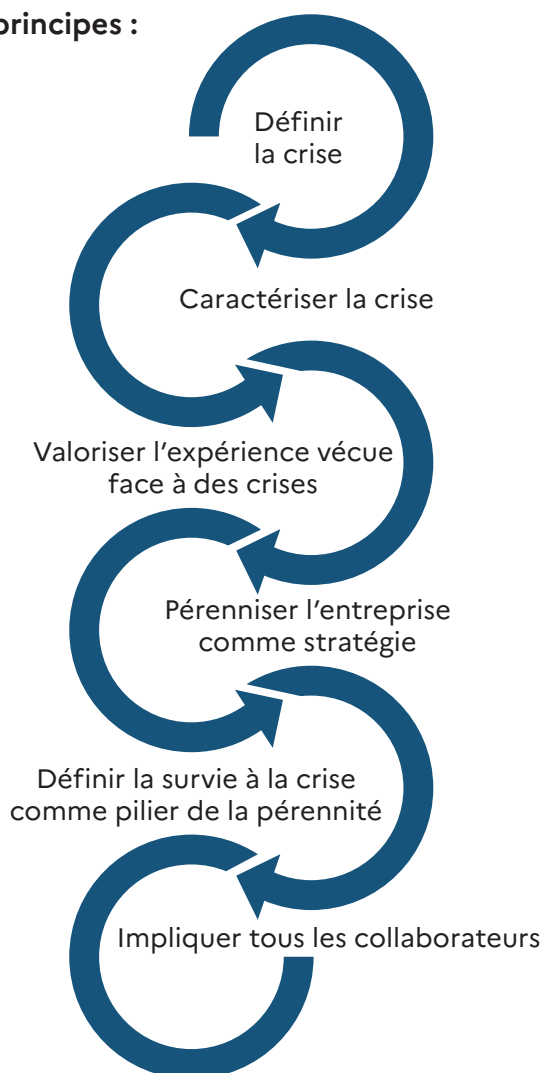 principes :
Définir
la crise
Caractériser la crise
Valoriser l’expérience vécue
face à des crises
Pérenniser l’entreprise
comme stratégie
Définir la survie à la crise
comme pilier de la pérennité
Impliquer tous les collaborateurs